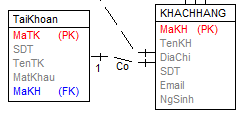 TaiKhoan
MaTK (PK)
SDT
TenTK
MatKhau
MaKH (FK)
1
Co
KHACHHANG
MaKH (PK)
TenKH
DiaChi
SDT
Email
NgSinh